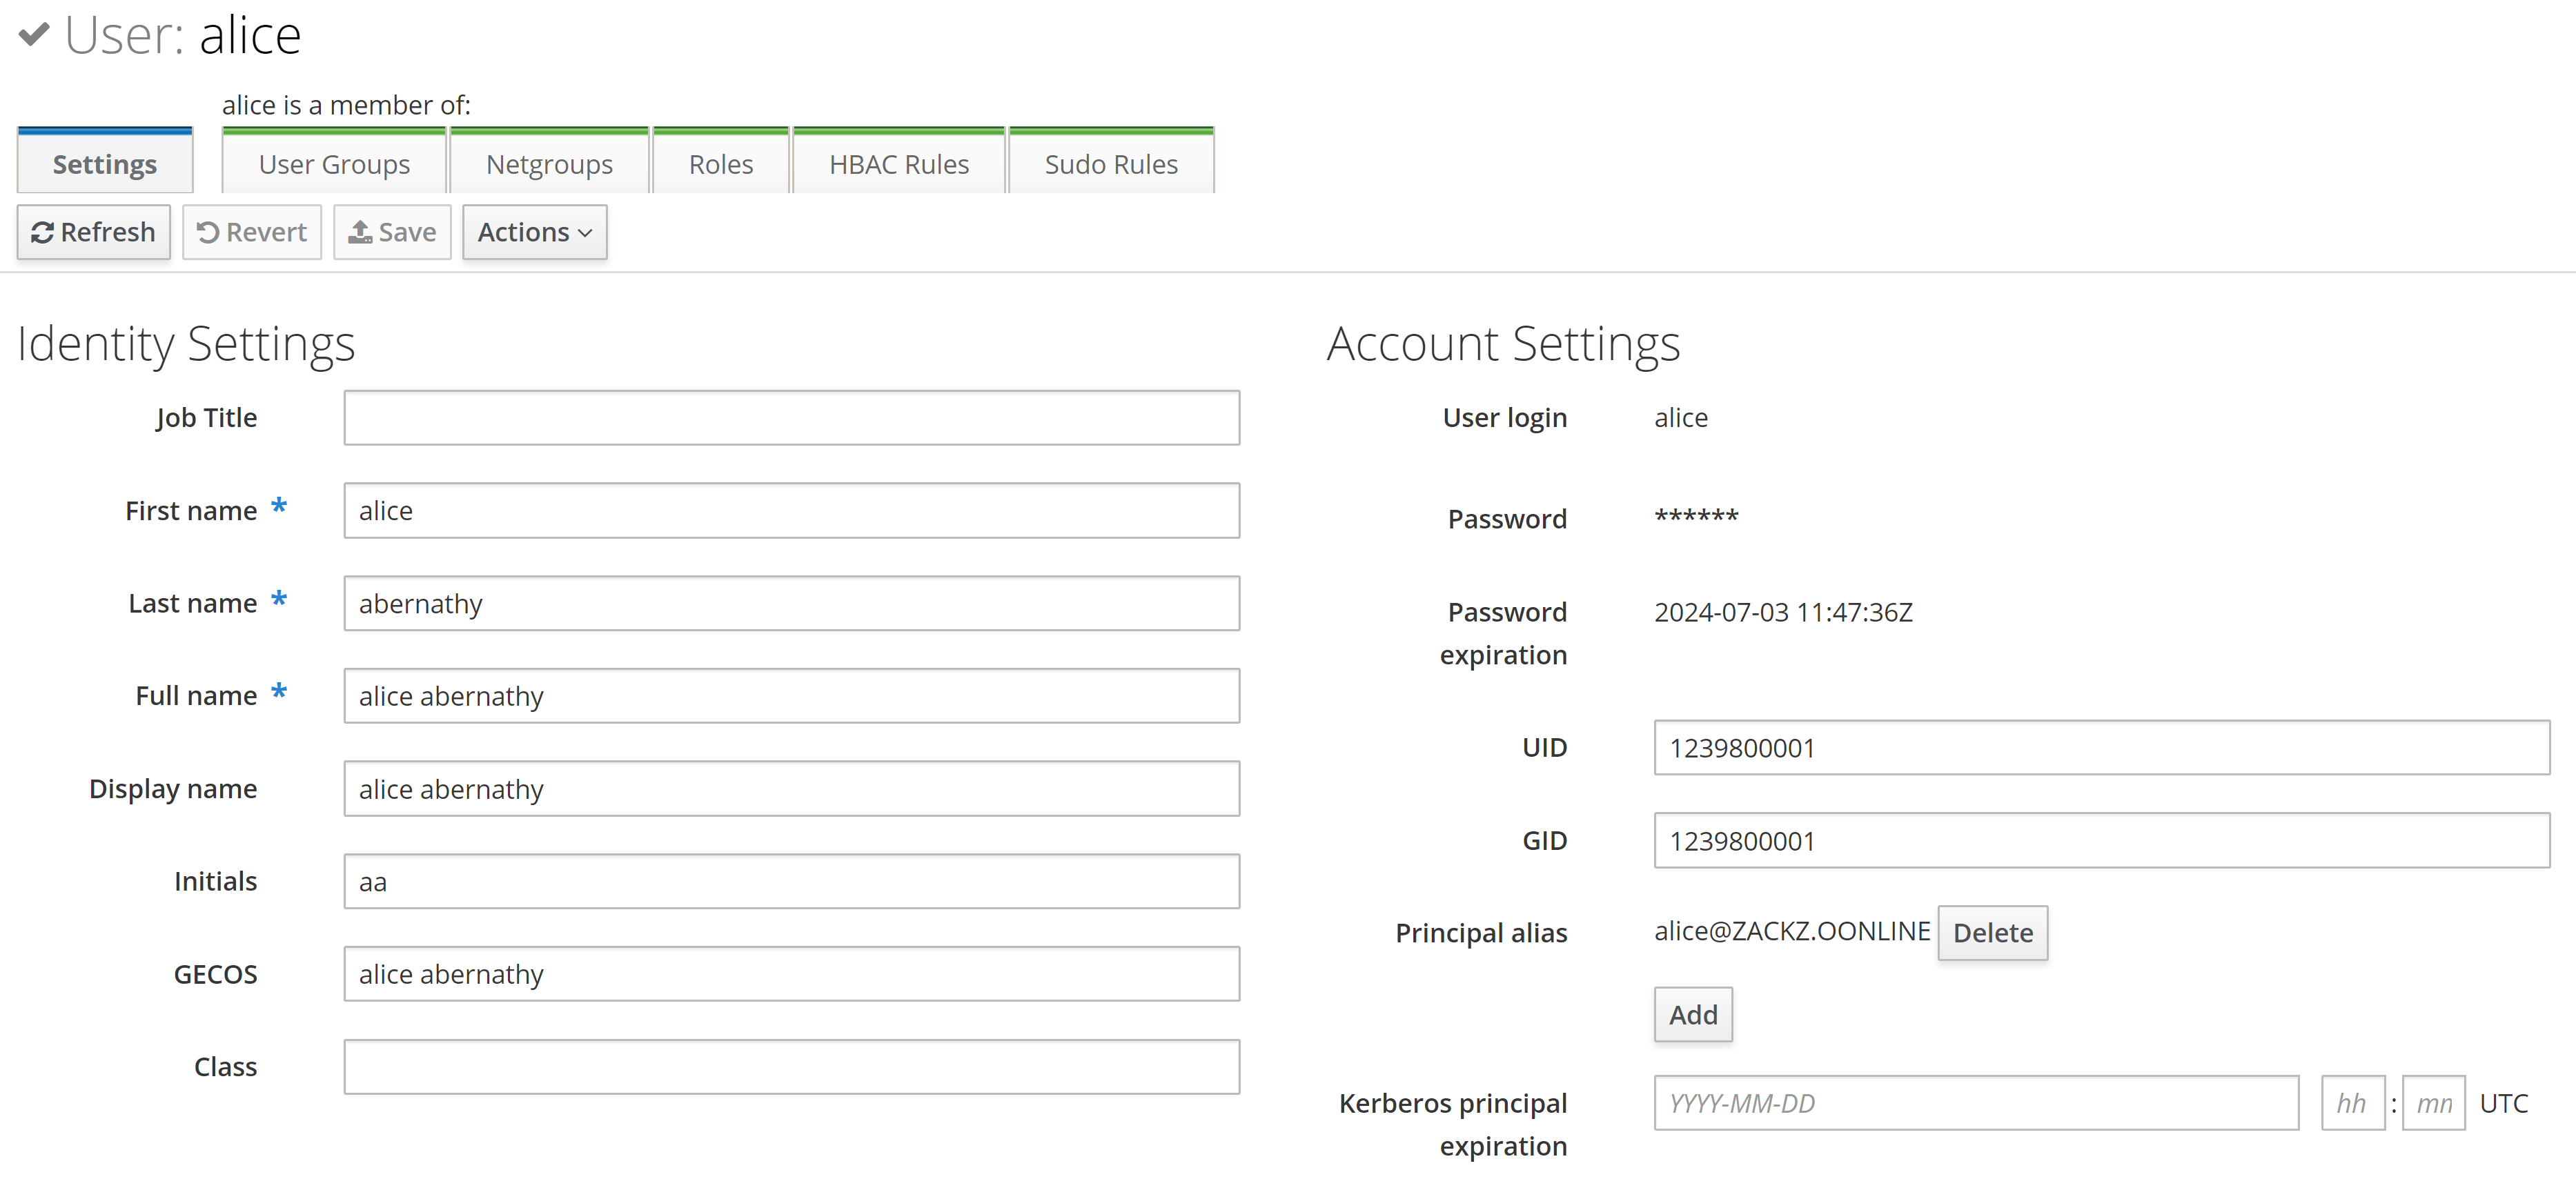 User: alice
alice is a member of:
Settings
User Groups
Netgroups
Roles
HBAC Rules
Sudo Rules
Refresh
Revert
Save
Actions
Identity Settings
Job Title
First name *
alice
Last name *
abernathy
Full name *
alice abernathy
Display name
alice abernathy
Initials
aa
GECOS
alice abernathy
Class
Account Settings
User login
alice
Password
******
Password
expiration
2024-07-03 11:47:36Z
UID
1239800001
GID
1239800001
Principal alias
alice@ZACKZ.OONLINE
Delete
Add
Kerberos principal
expiration
YYYY-MM-DD
hh : mn UTC